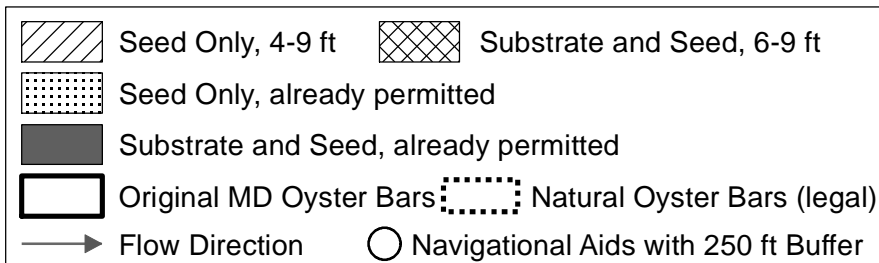 Seed Only, 4-9 ft Substrate and Seed, 6-9 ft
Seed Only, already permitted
Substrate and Seed, already permitted
Original MD Oyster Bars Natural Oyster Bars (legal)
Flow Direction Navigational Aids with 250 ft Buffer